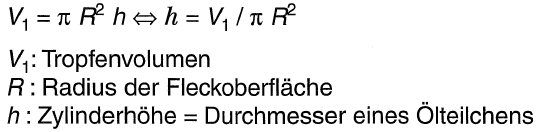 V₁ = π R² h ⇔ h = V₁ / π R²
V₁: Tropfenvolumen
R : Radius der Fleckoberfläche
h : Zylinderhöhe = Durchmesser eines Ölteilchens